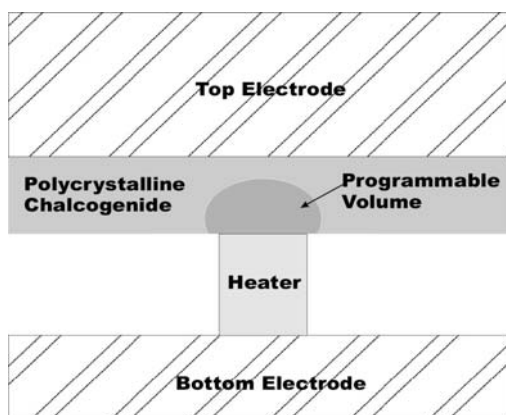 Top Electrode
Polycrystalline
Chalcogenide
Programmable
Volume
Heater
Bottom Electrode